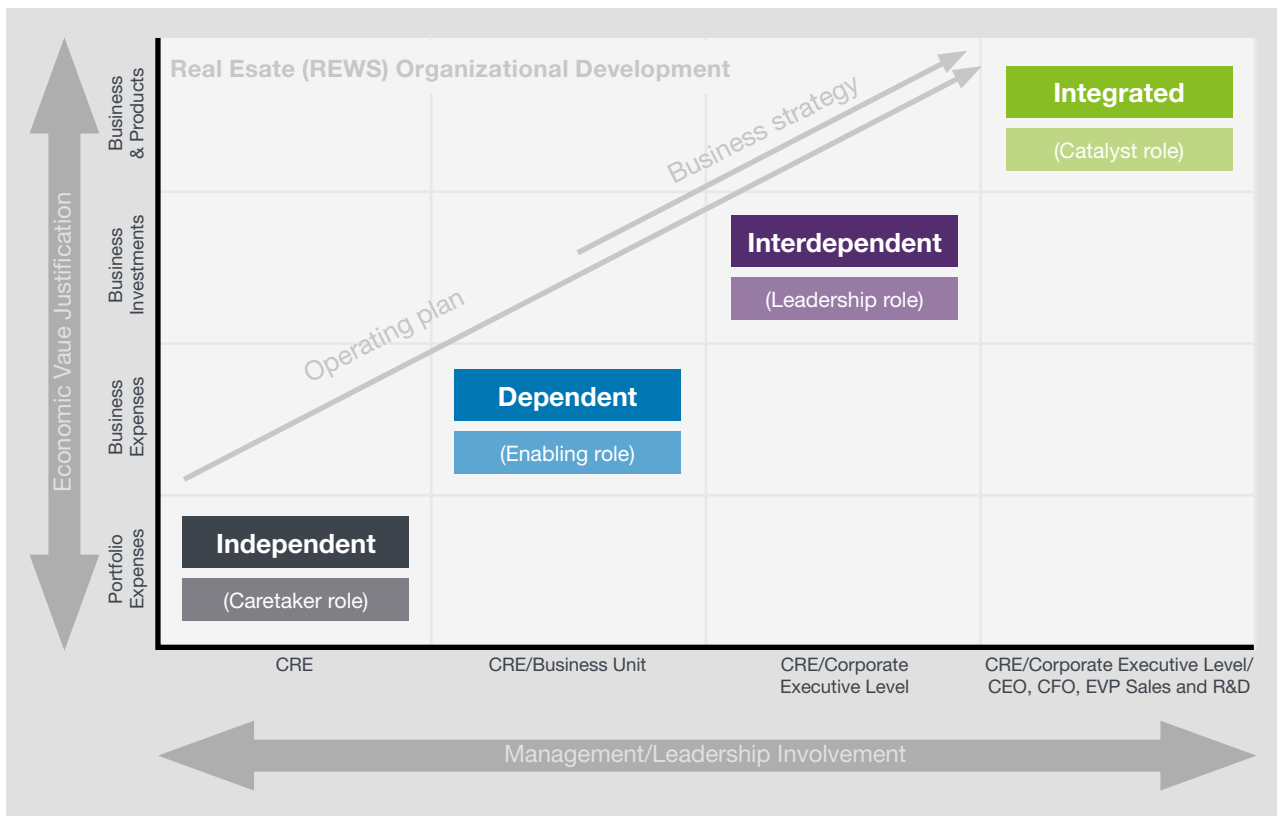 Real Esate (REWS) Organizational Development
Business
& Products
Business
Investments
Business
Expenses
Portfolio
Expenses
Economic Vaue Justification
Operating plan
Business strategy
Integrated
(Catalyst role)
Interdependent
(Leadership role)
Dependent
(Enabling role)
Independent
(Caretaker role)
CRE
CRE/Business Unit
CRE/Corporate
Executive Level
CRE/Corporate Executive Level/
CEO, CFO, EVP Sales and R&D
Management/Leadership Involvement